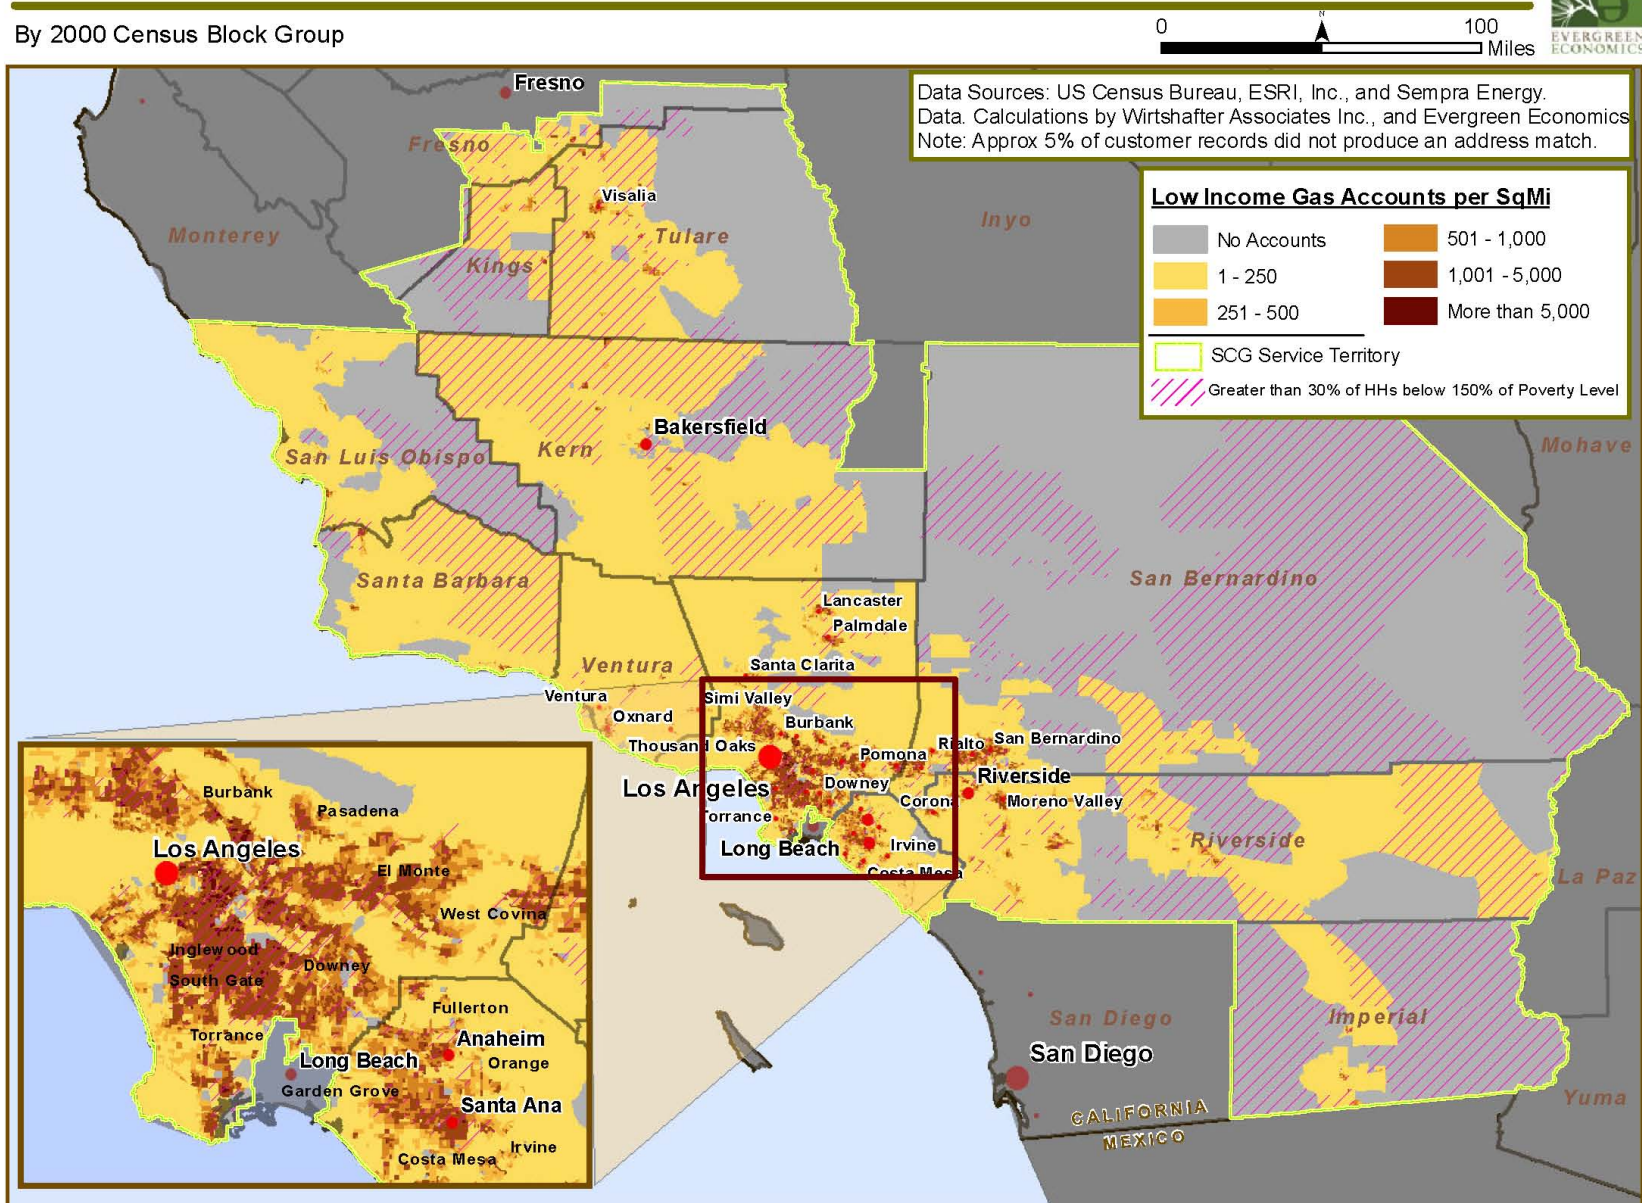 By 2000 Census Block Group
0 100
N
Miles
EVERGREEN
ECONOMICS
Data Sources: US Census Bureau, ESRI, Inc., and Sempra Energy.
Data. Calculations by Wirtshafter Associates Inc., and Evergreen Economics
Note: Approx 5% of customer records did not produce an address match.
Low Income Gas Accounts per SqMi
No Accounts
1 - 250
251 - 500
501 - 1,000
1,001 - 5,000
More than 5,000
SCG Service Territory
Greater than 30% of HHs below 150% of Poverty Level
Fresno
Fresno
Visalia
Monterey
Tulare
Inyo
Kings
Bakersfield
Kern
San Luis Obispo
Mohave
Santa Barbara
San Bernardino
Lancaster
Palmdale
Ventura
Santa Clarita
Ventura
Simi Valley
Oxnard
Burbank
Thousand Oaks
Pomona
Rialto
San Bernardino
Los Angeles
Downey
Riverside
Corona
Moreno Valley
Torrance
Long Beach
Irvine
Costa Mesa
Riverside
La Paz
San Diego
San Diego
Imperial
Yuma
CALIFORNIA
MEXICO
Burbank
Pasadena
Los Angeles
El Monte
West Covina
Inglewood
Downey
South Gate
Fullerton
Torrance
Anaheim
Long Beach
Orange
Garden Grove
Santa Ana
Irvine
Costa Mesa